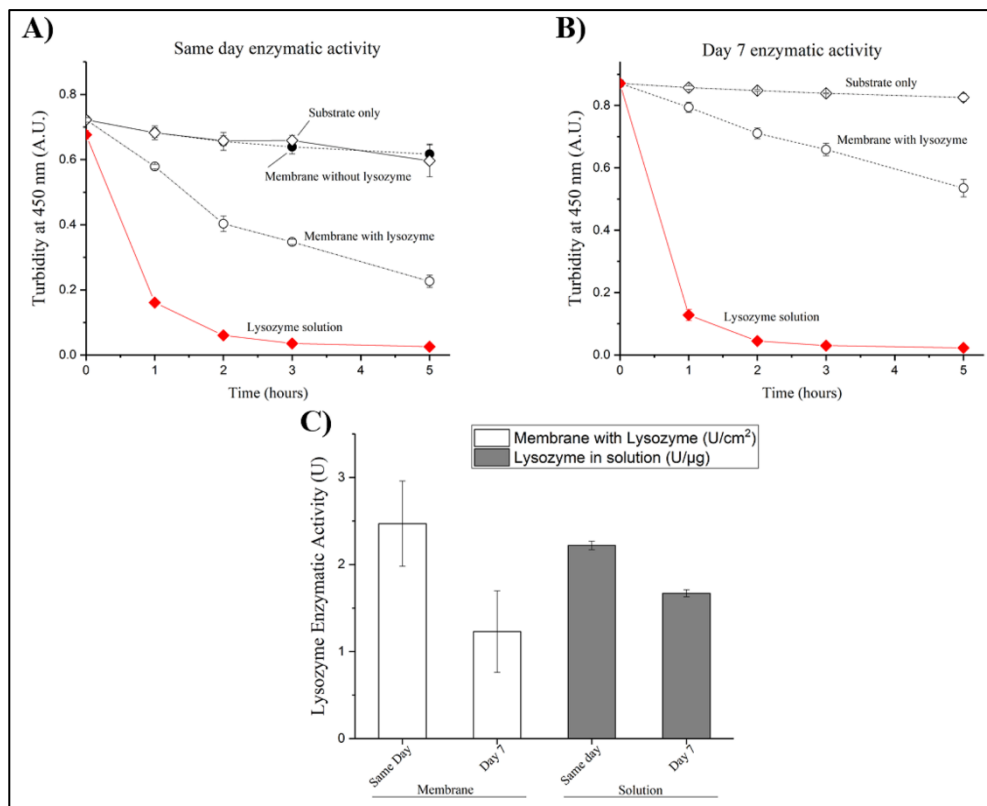 A)
Same day enzymatic activity
Turbidity at 450 nm (A.U.)
0.8
0.6
0.4
0.2
0.0
Substrate only
Membrane without lysozyme
Membrane with lysozyme
Lysozyme solution
0 1 2 3 4 5
Time (hours)
B)
Day 7 enzymatic activity
Turbidity at 450 nm (A.U.)
0.8
0.6
0.4
0.2
0.0
Substrate only
Membrane with lysozyme
Lysozyme solution
0 1 2 3 4 5
Time (hours)
C)
Membrane with Lysozyme (U/cm²)
Lysozyme in solution (U/µg)
Lysozyme Enzymatic Activity (U)
3
2
1
0
Same Day
Day 7
Same day
Day 7
Membrane
Solution